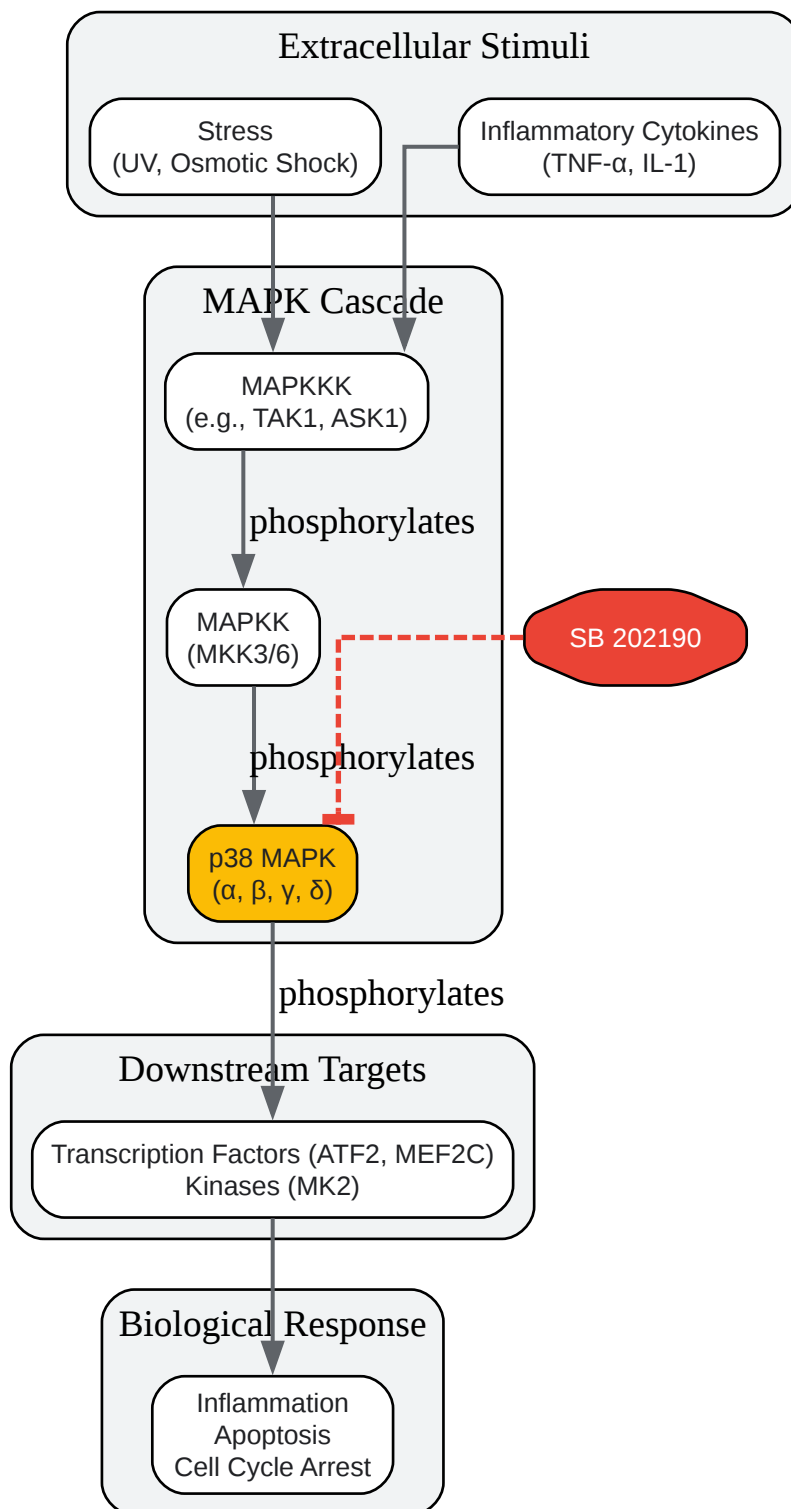 Extracellular Stimuli
Stress
(UV, Osmotic Shock)
Inflammatory Cytokines
(TNF-α, IL-1)
MAPK Cascade
MAPKKK
(e.g., TAK1, ASK1)
phosphorylates
MAPKK
(MKK3/6)
SB 202190
phosphorylates
p38 MAPK
(α, β, γ, δ)
phosphorylates
Downstream Targets
Transcription Factors (ATF2, MEF2C)
Kinases (MK2)
Biological Response
Inflammation
Apoptosis
Cell Cycle Arrest